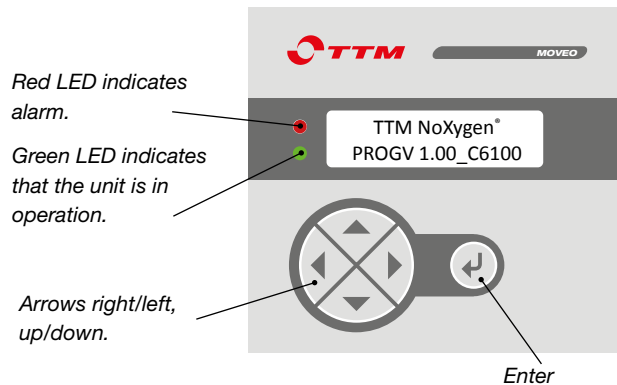 TTM
MOVEO
Red LED indicates
alarm.
TTM NoXygen®
PROGV 1.00_C6100
Green LED indicates
that the unit is in
operation.
Arrows right/left,
up/down.
Enter